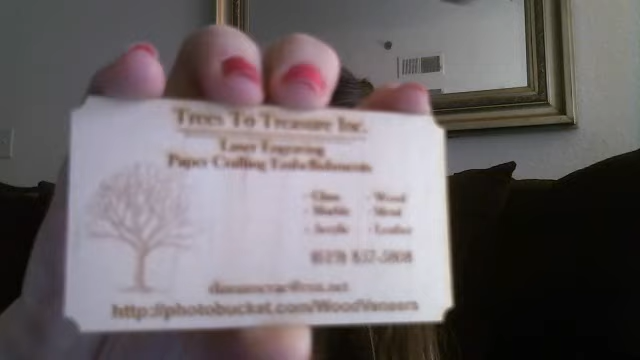 Trees To Treasure Inc.
Laser Engraving
Paper Crafting Embellishments
- Glass - Wood
- Marble - Metal
- Acrylic - Leather
http://photobucket.com/WoodVeneers